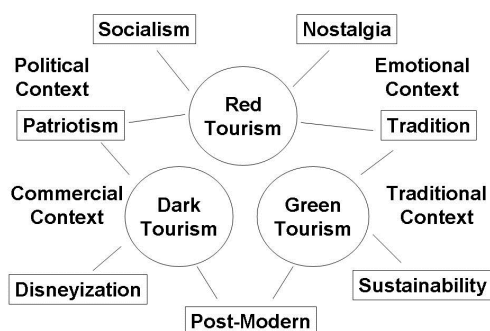 Socialism
Nostalgia
Political
Context
Emotional
Context
Red
Tourism
Patriotism
Tradition
Commercial
Context
Dark
Tourism
Green
Tourism
Traditional
Context
Disneyization
Sustainability
Post-Modern